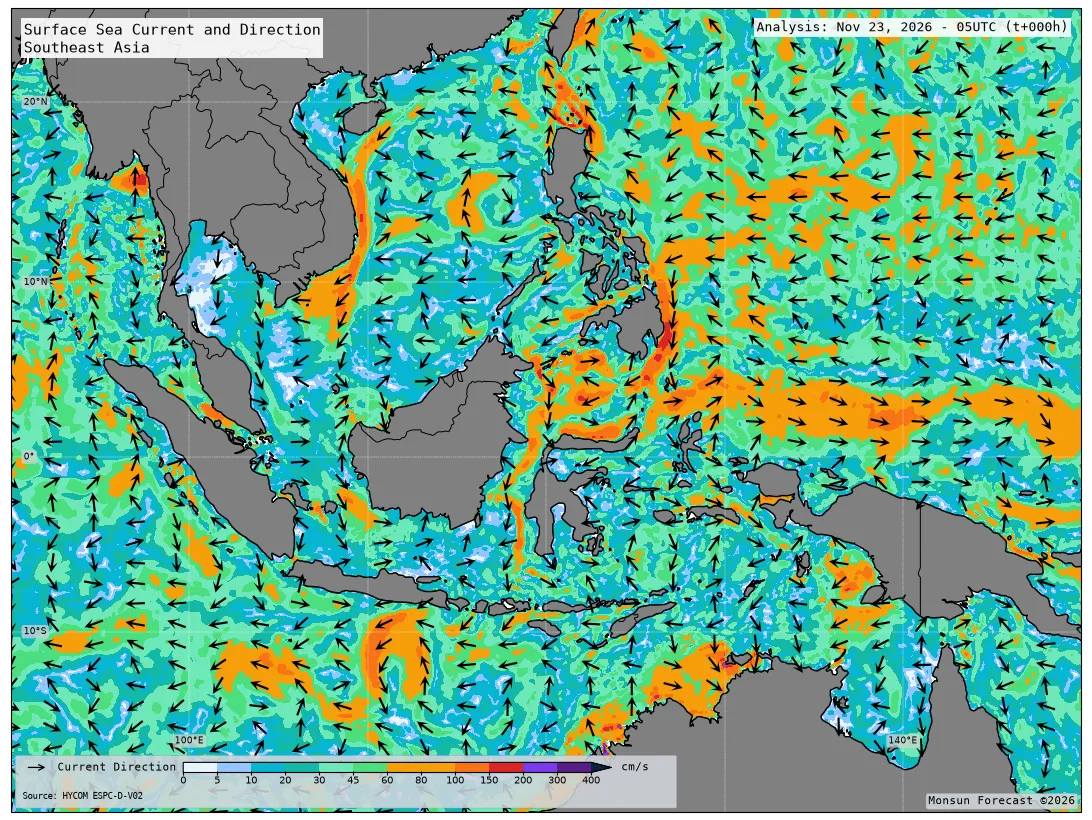 Surface Sea Current and Direction
Southeast Asia
Analysis: Nov 23, 2026 - 05UTC (t+000h)
20°N
10°N
0°
10°S
100°E
140°E
Current Direction
0 5 10 20 30 45 60 80 100 150 200 300 400 cm/s
Source: HYCOM ESPC-D-V02
Monsun Forecast ©2026